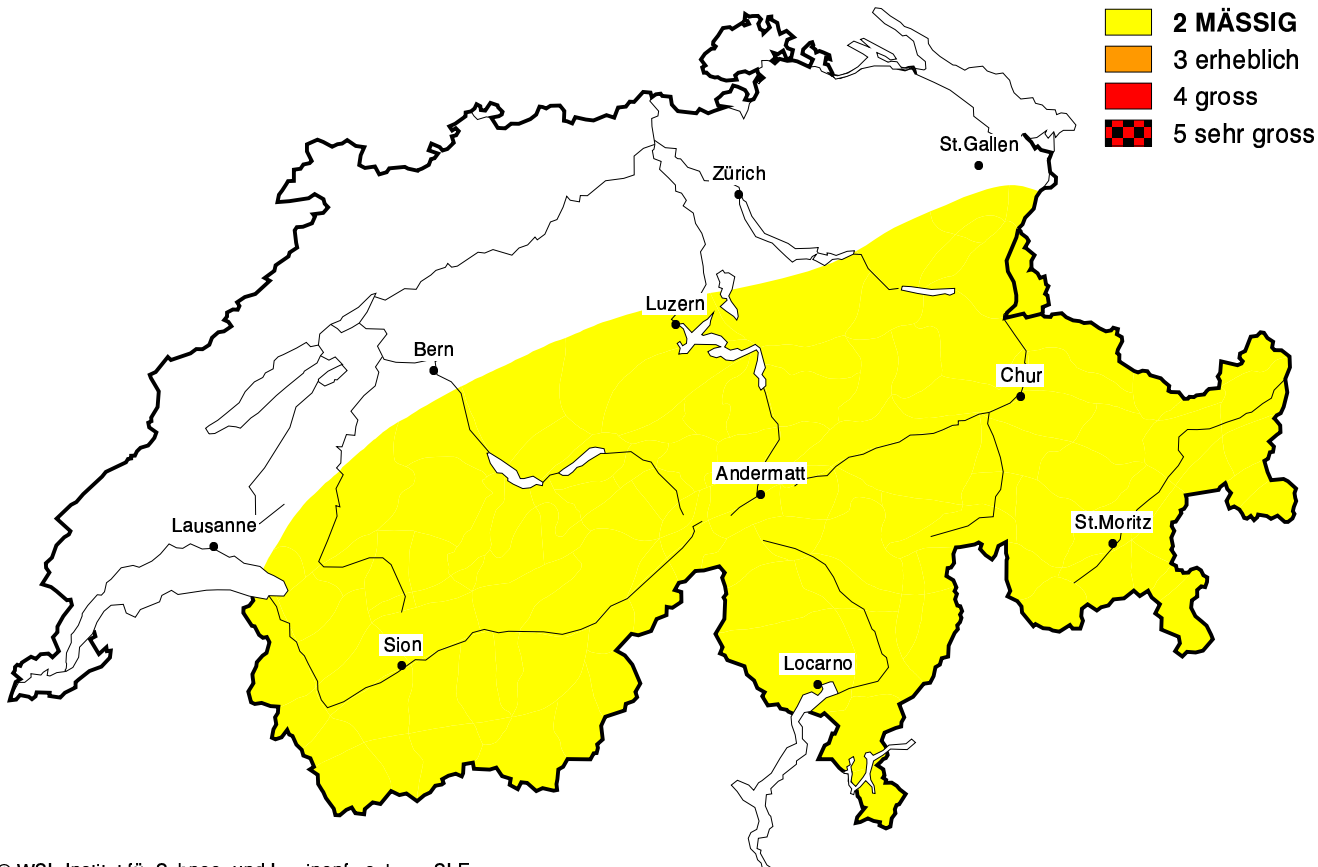 2 MÄSSIG
3 erheblich
4 gross
5 sehr gross
St.Gallen
Zürich
Luzern
Bern
Chur
Andermatt
Lausanne
St.Moritz
Sion
Locarno